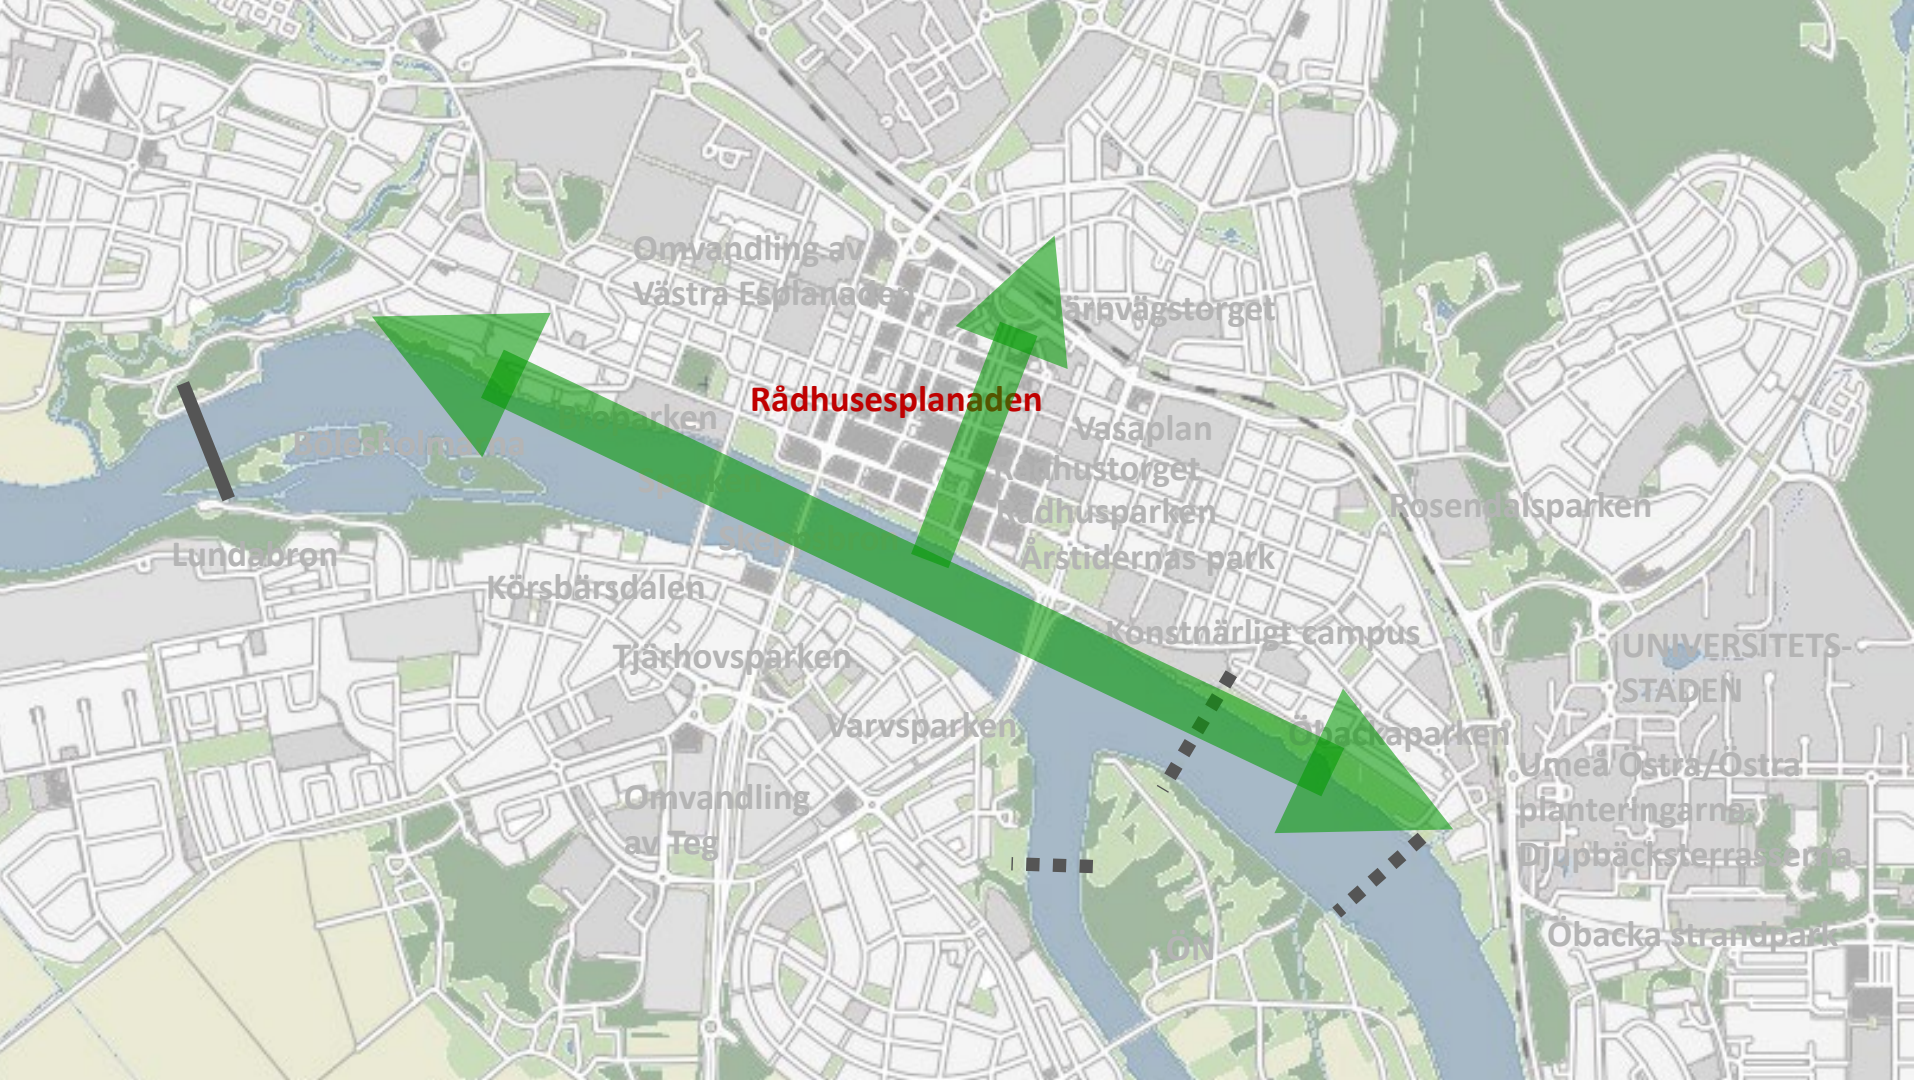 Omvandling av
Västra Esplanaden
Järnvägstorget
Rådhusesplanaden
Vasaplan
Rådhustorget
Rådhusparken
Årstidernas park
Rosendalsparken
Lundabron
Körsbärsdalen
Konstnärligt campus
Tjärhovsparken
UNIVERSITETS-
STADEN
Varvsparken
Öbackaparken
Umeå Östra/Östra
planteringarna
Omvandling
av Teg
Djupbäcksterrasserna
Öbacka strandpark
ÖN